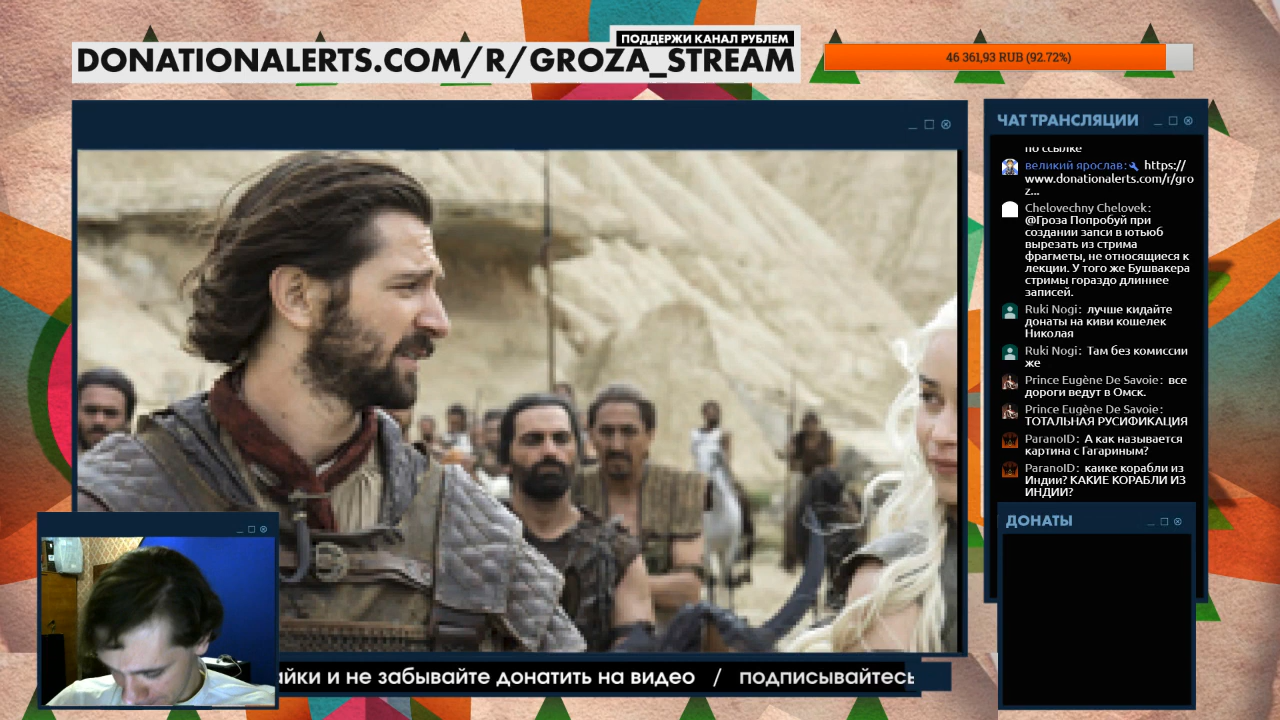 ПОДДЕРЖИ КАНАЛ РУБЛЕМ
DONATIONALERTS.COM/R/GROZA_STREAM
46 361,93 RUB (92.72%)
ЧАТ ТРАНСЛЯЦИИ
по ссылке
великий ярослав: https://
www.donationalerts.com/r/gro
z...
Chelovechny Chelovek:
@Гроза Попробуй при
создании запси в ютьюб
вырезать из стрима
фрагметы, не относящиеся к
лекции. У того же Бушвакера
стримы гораздо длиннее
записей.
Ruki Nogi: лучше кидайте
донаты на киви кошелек
Николая
Ruki Nogi: Там без комиссии
же
Prince Eugène De Savoie: все
дороги ведут в Омск.
Prince Eugène De Savoie:
ТОТАЛЬНАЯ РУСИФИКАЦИЯ
ParanoID: А как называется
картина с Гагариным?
ParanoID: каике корабли из
Индии? КАКИЕ КОРАБЛИ ИЗ
ИНДИИ?
ДОНАТЫ
айки и не забывайте донатить на видео / подписывайтесь